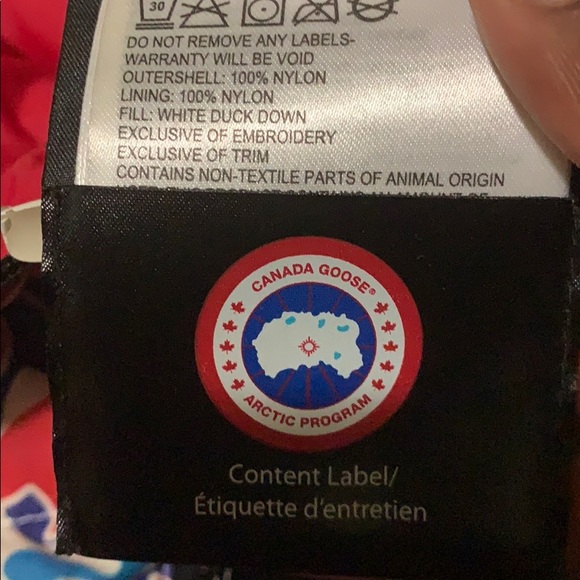 30
DO NOT REMOVE ANY LABELS-
WARRANTY WILL BE VOID
OUTERSHELL: 100% NYLON
LINING: 100% NYLON
FILL: WHITE DUCK DOWN
EXCLUSIVE OF EMBROIDERY
EXCLUSIVE OF TRIM
CONTAINS NON-TEXTILE PARTS OF ANIMAL ORIGIN
CANADA GOOSE®
ARCTIC PROGRAM
Content Label/
Étiquette d'entretien